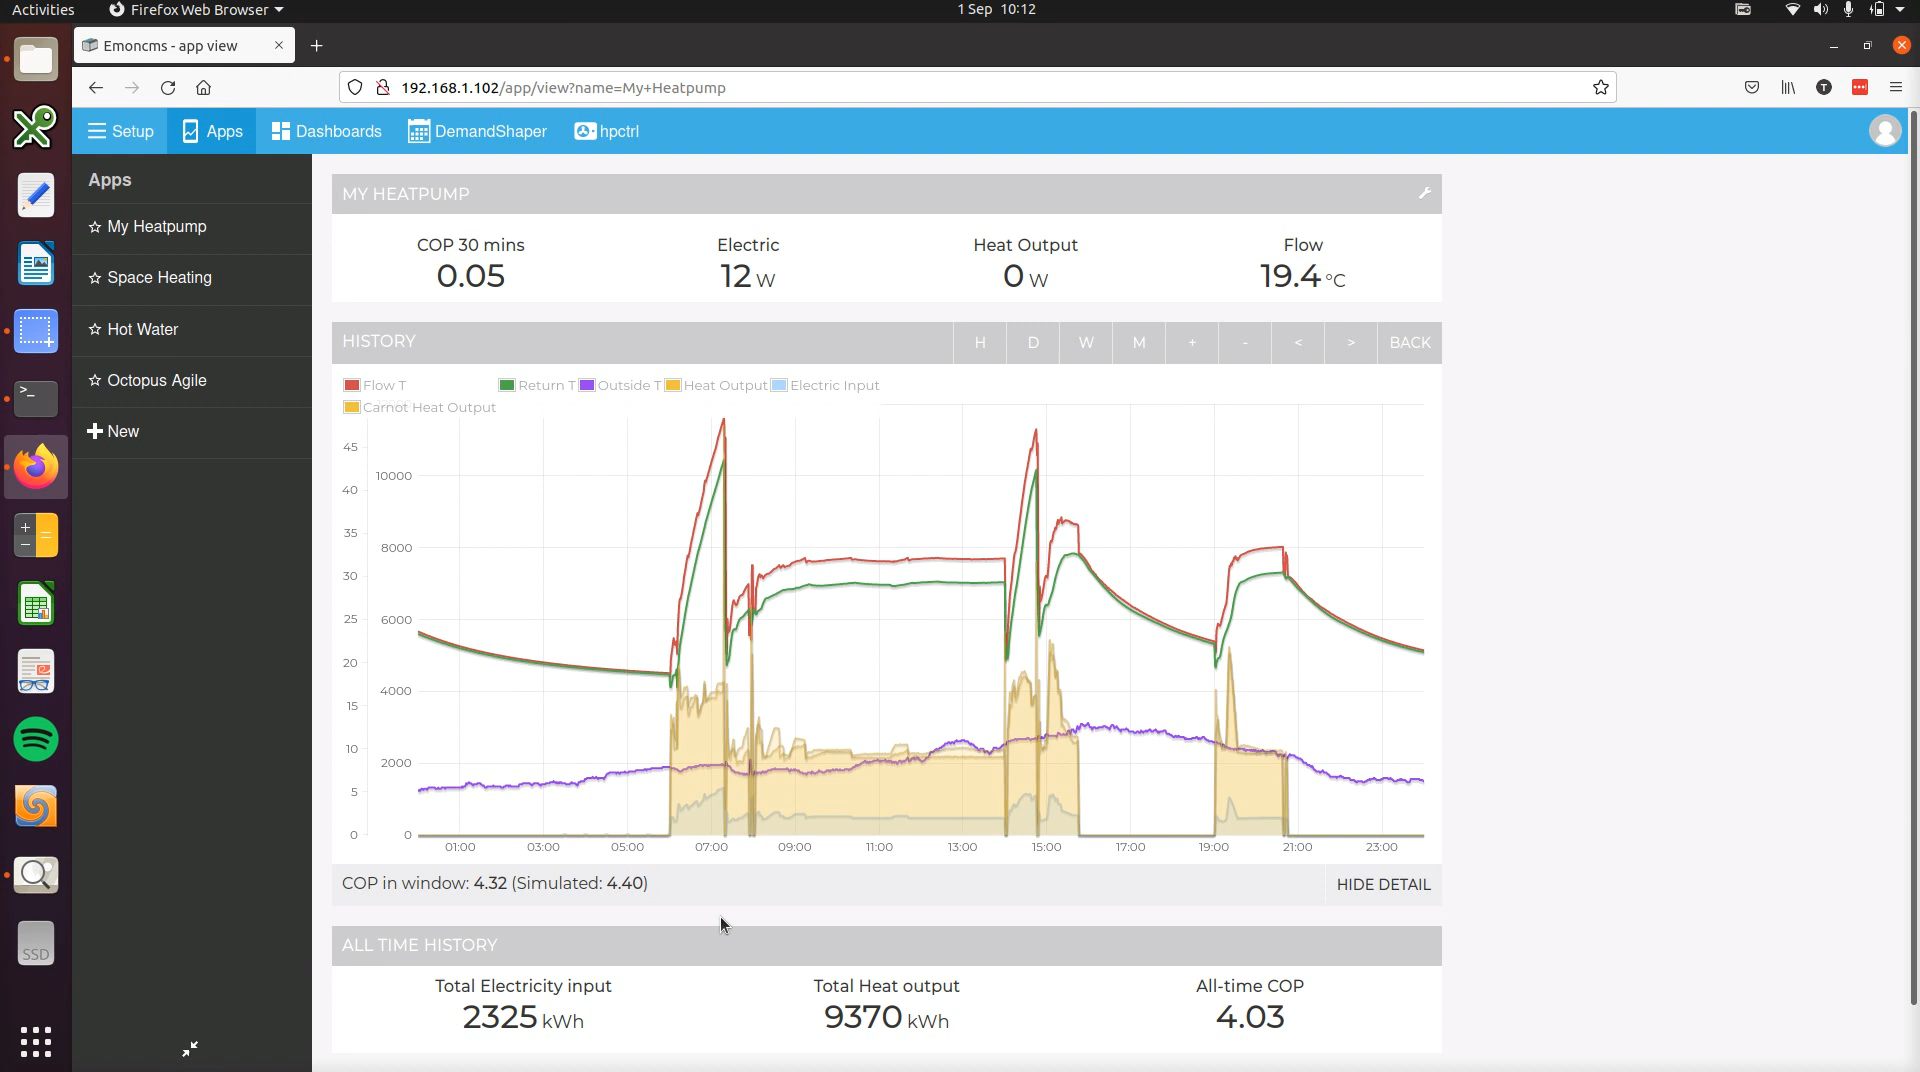 Activities Firefox Web Browser 1 Sep 10:12
Emoncms - app view
192.168.1.102/app/view?name=My+Heatpump
T
Setup Apps Dashboards DemandShaper hpctrl
Apps
My Heatpump
Space Heating
Hot Water
Octopus Agile
New
MY HEATPUMP
COP 30 mins Electric Heat Output Flow
0.05 12 W 0 W 19.4 °C
HISTORY H D W M + - < > BACK
Flow T Return T Outside T Heat Output Electric Input
Carnot Heat Output
45
40
35
30
25
20
15
10
5
0
10000
8000
6000
4000
2000
0
01:00 03:00 05:00 07:00 09:00 11:00 13:00 15:00 17:00 19:00 21:00 23:00
COP in window: 4.32 (Simulated: 4.40) HIDE DETAIL
ALL TIME HISTORY
Total Electricity input Total Heat output All-time COP
2325 kWh 9370 kWh 4.03
SSD